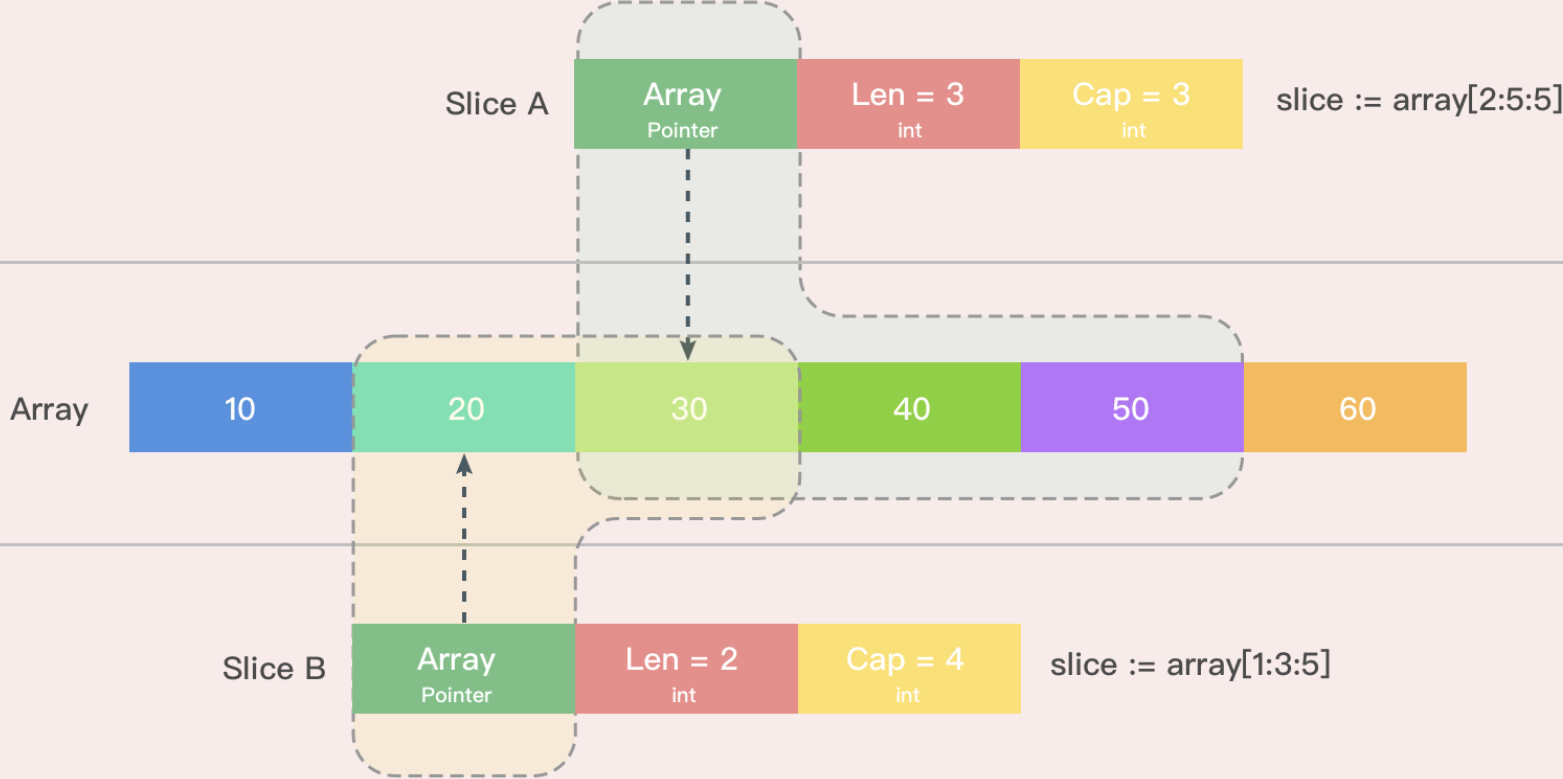 Slice A
Array
Pointer
Len = 3
int
Cap = 3
int
slice := array[2:5:5]
Array
10
20
30
40
50
60
Slice B
Array
Pointer
Len = 2
int
Cap = 4
int
slice := array[1:3:5]